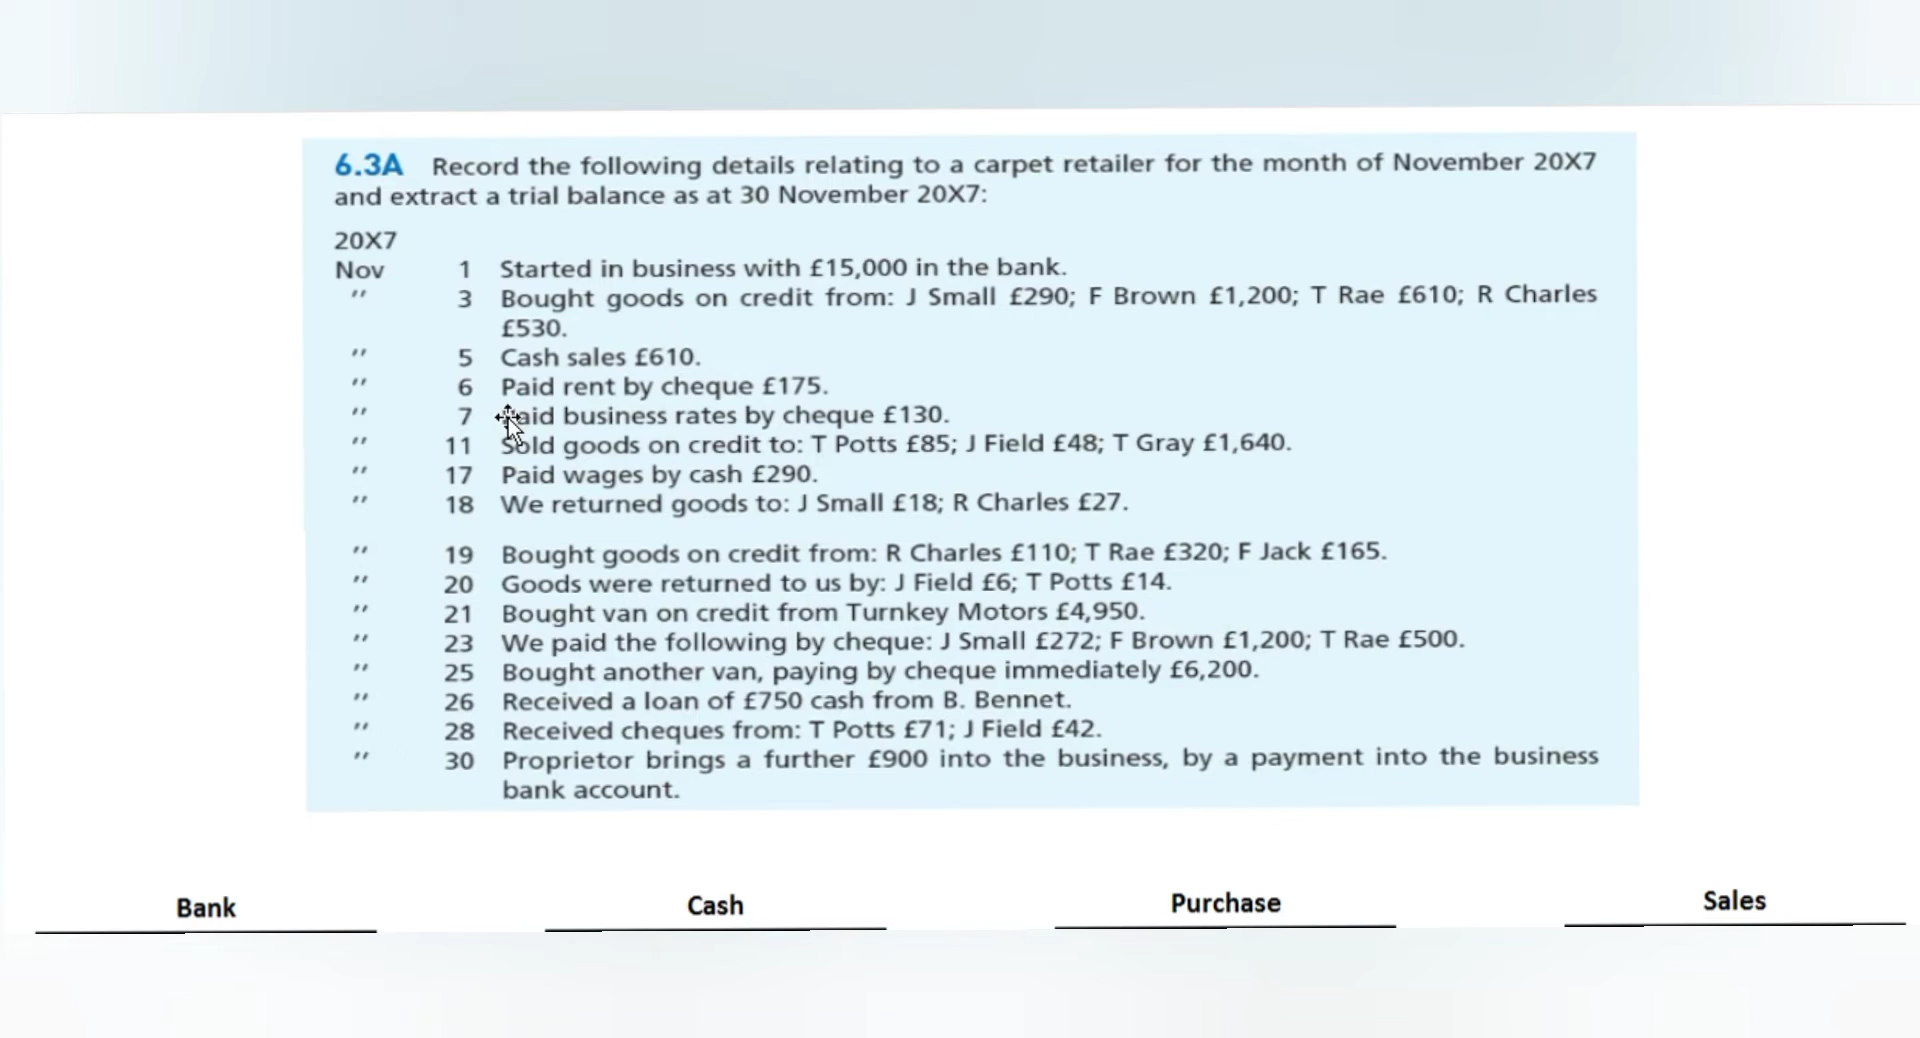 6.3A Record the following details relating to a carpet retailer for the month of November 20X7
and extract a trial balance as at 30 November 20X7:
20X7
Nov 1 Started in business with £15,000 in the bank.
" 3 Bought goods on credit from: J Small £290; F Brown £1,200; T Rae £610; R Charles
£530.
" 5 Cash sales £610.
" 6 Paid rent by cheque £175.
" 7 Paid business rates by cheque £130.
" 11 Sold goods on credit to: T Potts £85; J Field £48; T Gray £1,640.
" 17 Paid wages by cash £290.
" 18 We returned goods to: J Small £18; R Charles £27.
" 19 Bought goods on credit from: R Charles £110; T Rae £320; F Jack £165.
" 20 Goods were returned to us by: J Field £6; T Potts £14.
" 21 Bought van on credit from Turnkey Motors £4,950.
" 23 We paid the following by cheque: J Small £272; F Brown £1,200; T Rae £500.
" 25 Bought another van, paying by cheque immediately £6,200.
" 26 Received a loan of £750 cash from B. Bennet.
" 28 Received cheques from: T Potts £71; J Field £42.
" 30 Proprietor brings a further £900 into the business, by a payment into the business
bank account.
Bank Cash Purchase Sales